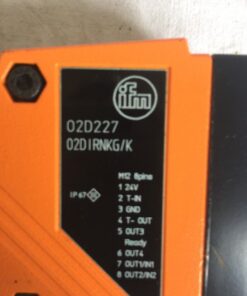 ifm
O2D227
O2DIRNKG/K
M12 8pins
IP 67
1 24V
2 T-IN
3 GND
4 T- OUT
5 OUT3
Ready
6 OUT4
7 OUT1/IN1
8 OUT2/IN2